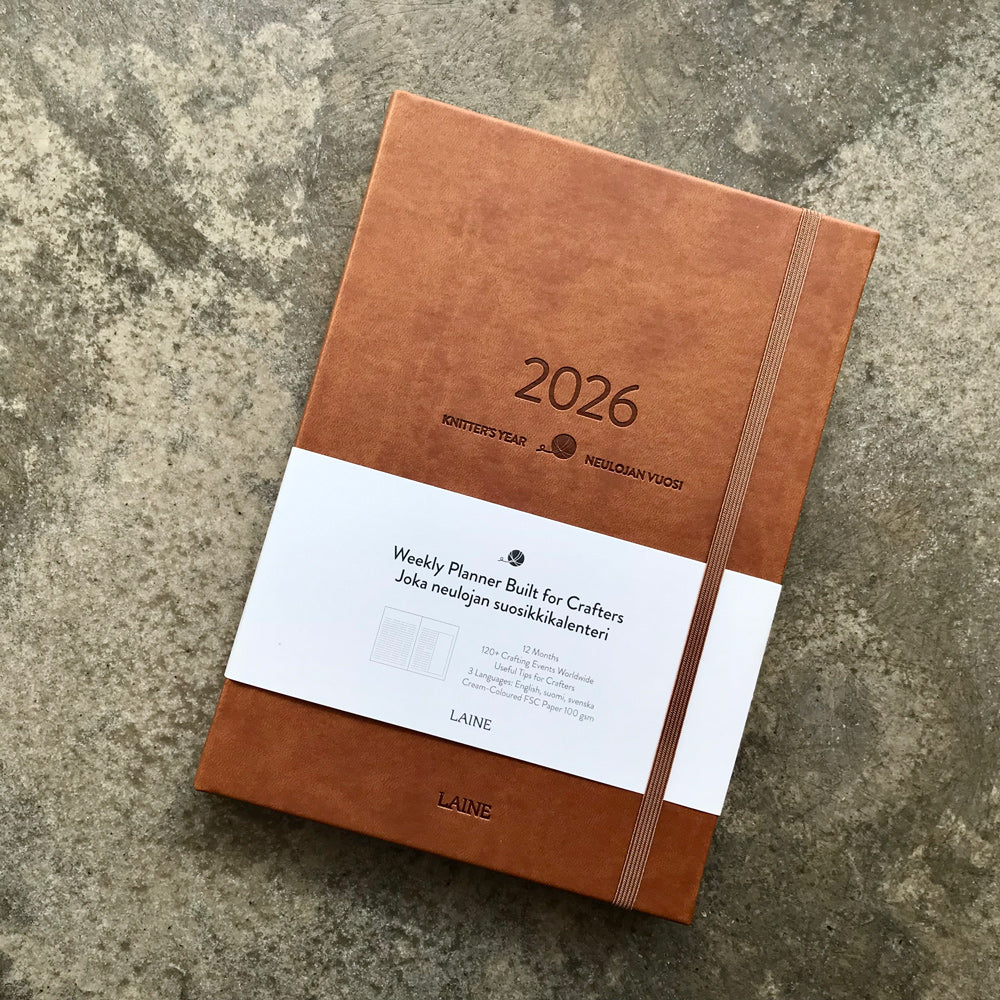 2026
KNITTER'S YEAR NEULOJAN VUOSI
Weekly Planner Built for Crafters
Joka neulojan suosikkikalenteri
12 Months
120+ Crafting Events Worldwide
Useful Tips for Crafters
3 Languages: English, suomi, svenska
Cream-Coloured FSC Paper 100 gsm
LAINE
LAINE